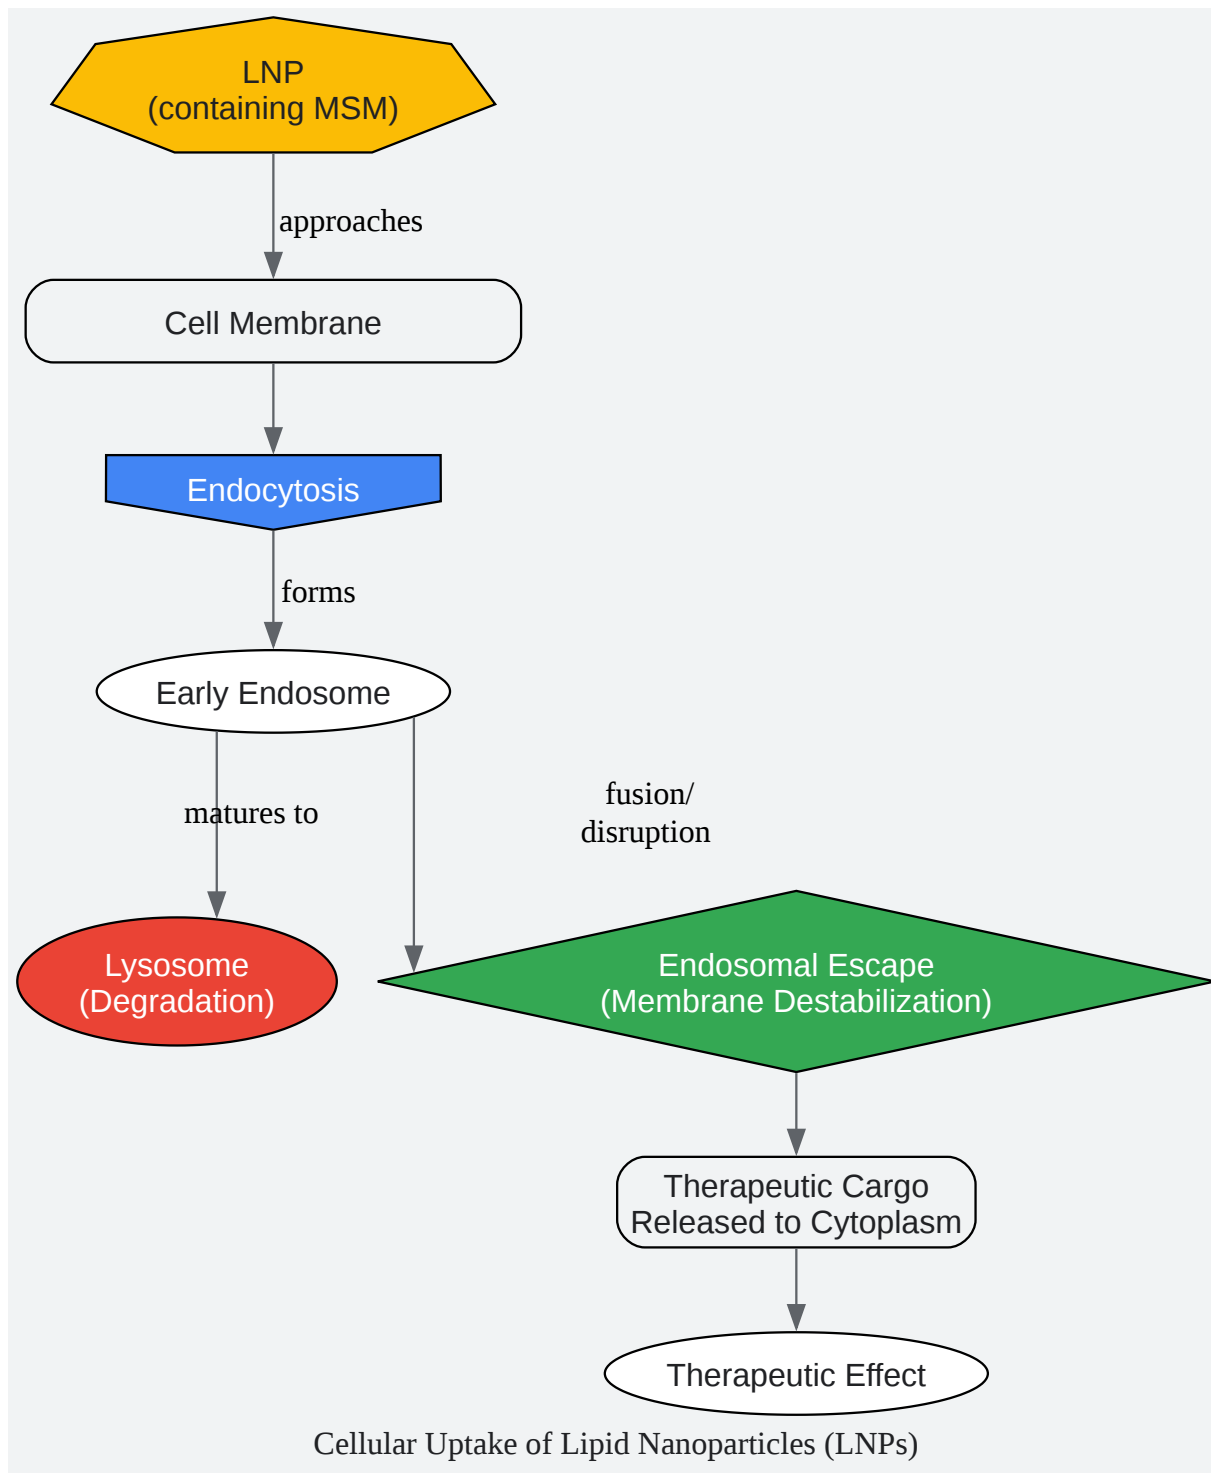 LNP
(containing MSM)
approaches
Cell Membrane
Endocytosis
forms
Early Endosome
matures to
fusion/
disruption
Lysosome
(Degradation)
Endosomal Escape
(Membrane Destabilization)
Therapeutic Cargo
Released to Cytoplasm
Therapeutic Effect
Cellular Uptake of Lipid Nanoparticles (LNPs)